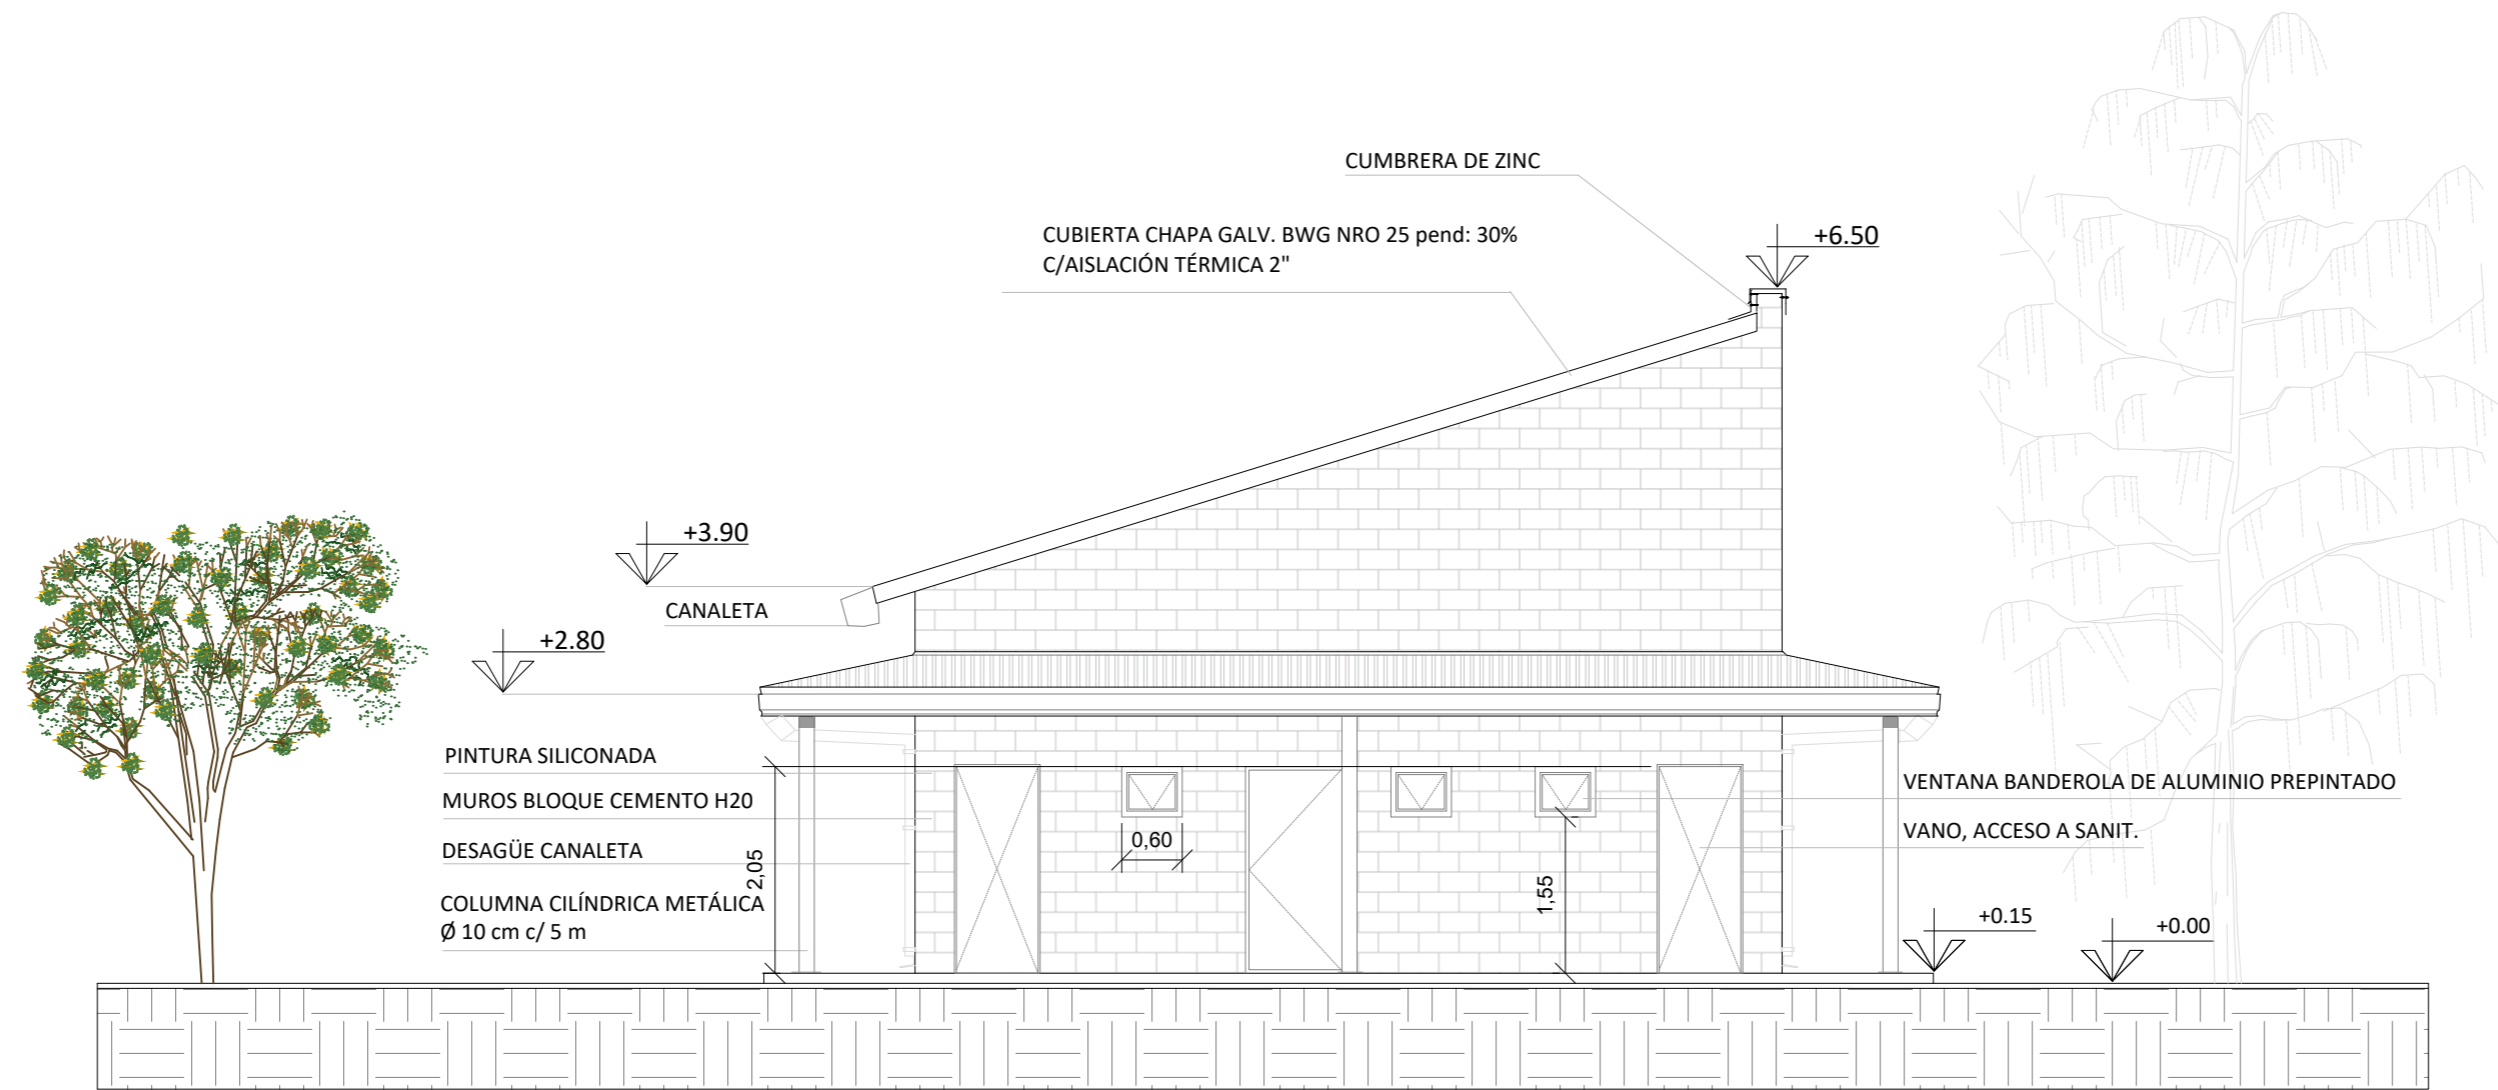 CUMBRERA DE ZINC
CUBIERTA CHAPA GALV. BWG NRO 25 pend: 30%
C/AISLACIÓN TÉRMICA 2"
+6.50
+3.90
CANALETA
+2.80
PINTURA SILICONADA
MUROS BLOQUE CEMENTO H20
DESAGÜE CANALETA
COLUMNA CILÍNDRICA METÁLICA
Ø 10 cm c/ 5 m
2,05
0,60
1,55
VENTANA BANDEROLA DE ALUMINIO PREPINTADO
VANO, ACCESO A SANIT.
+0.15
+0.00